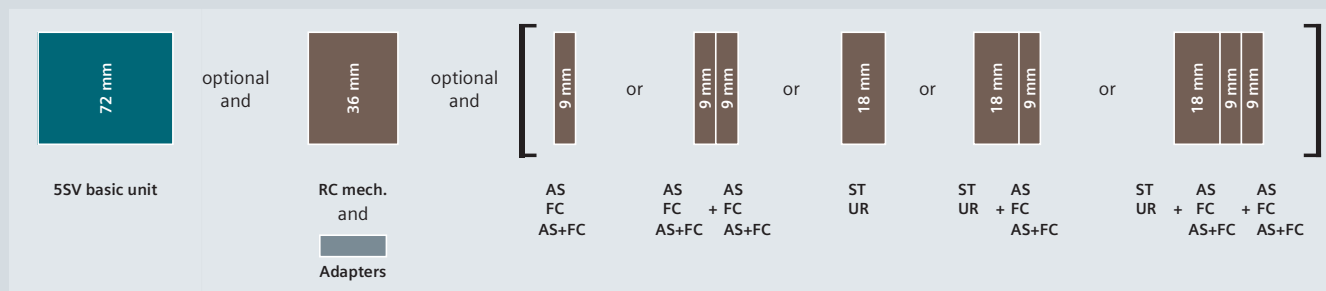 72 mm
optional
and
36 mm
optional
and
9 mm
or
9 mm
9 mm
or
18 mm
or
18 mm
9 mm
or
18 mm
9 mm
9 mm
5SV basic unit
RC mech.
and
Adapters
AS
FC
AS+FC
AS AS
FC + FC
AS+FC AS+FC
ST
UR
ST AS
UR + FC
AS+FC
ST AS AS
UR + FC + FC
AS+FC AS+FC